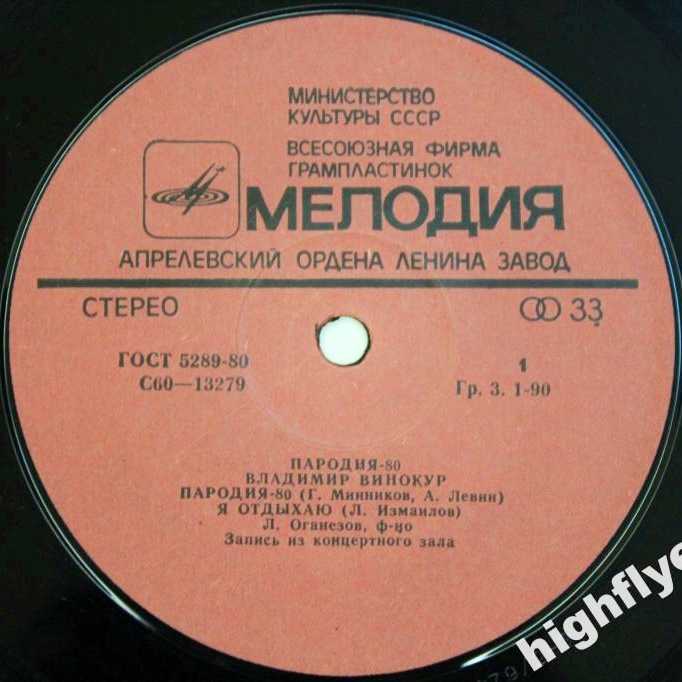 МИНИСТЕРСТВО
КУЛЬТУРЫ СССР
ВСЕСОЮЗНАЯ ФИРМА
ГРАМПЛАСТИНОК
МЕЛОДИЯ
АПРЕЛЕВСКИЙ ОРДЕНА ЛЕНИНА ЗАВОД
СТЕРЕО 33
ГОСТ 5289-80 1
С60—13279 Гр. 3. 1-90
ПАРОДИЯ-80
ВЛАДИМИР ВИНОКУР
ПАРОДИЯ-80 (Г. Минников, А. Левин)
Я ОТДЫХАЮ (Л. Измайлов)
Л. Оганезов, ф-но
Запись из концертного зала
highflye